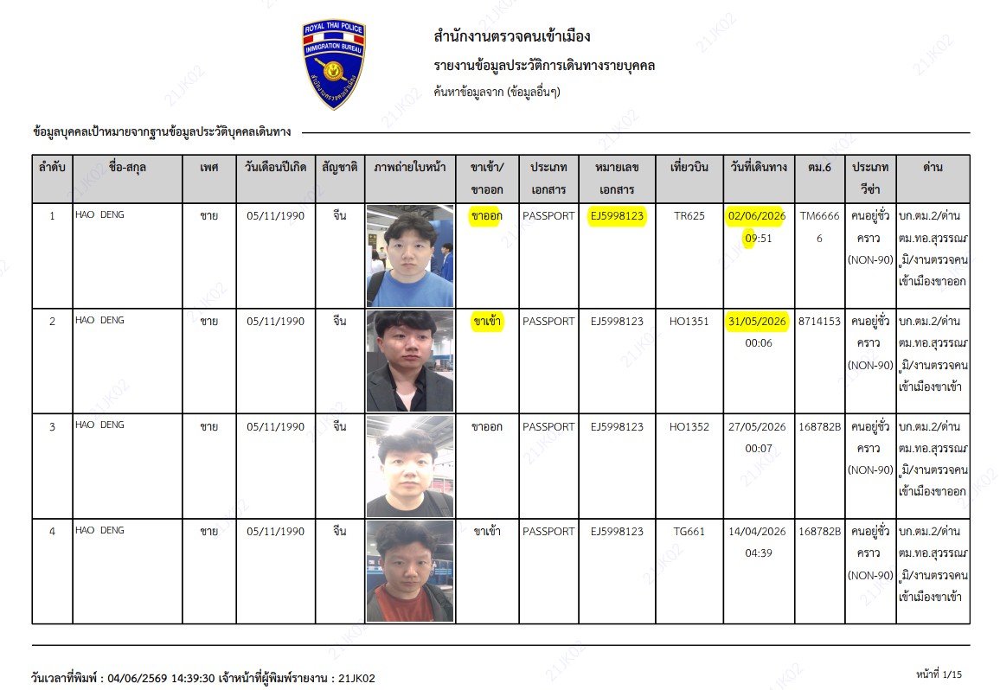 ROYAL THAI POLICE
IMMIGRATION BUREAU
สำนักงานตรวจคนเข้าเมือง
สำนักงานตรวจคนเข้าเมือง
รายงานข้อมูลประวัติการเดินทางรายบุคคล
ค้นหาข้อมูลจาก (ข้อมูลอื่นๆ)
ข้อมูลบุคคลเป้าหมายจากฐานข้อมูลประวัติบุคคลเดินทาง
ลำดับ ชื่อ-สกุล เพศ วันเดือนปีเกิด สัญชาติ ภาพถ่ายใบหน้า ขาเข้า/ ประเภท หมายเลข เที่ยวบิน วันที่เดินทาง ตม.6 ประเภท ด่าน
ขาออก เอกสาร เอกสาร วีซ่า
1 HAO DENG ชาย 05/11/1990 จีน ขาออก PASSPORT EJ5998123 TR625 02/06/2026 TM6666 คนอยู่ชั่ว บก.ตม.2/ด่าน
09:51 6 คราว ตม.ทอ.สุวรรณภ
(NON-90) ูมิ/งานตรวจคน
เข้าเมืองขาออก
2 HAO DENG ชาย 05/11/1990 จีน ขาเข้า PASSPORT EJ5998123 HO1351 31/05/2026 8714153 คนอยู่ชั่ว บก.ตม.2/ด่าน
00:06 คราว ตม.ทอ.สุวรรณภ
(NON-90) ูมิ/งานตรวจคน
เข้าเมืองขาเข้า
3 HAO DENG ชาย 05/11/1990 จีน ขาออก PASSPORT EJ5998123 HO1352 27/05/2026 168782B คนอยู่ชั่ว บก.ตม.2/ด่าน
00:07 คราว ตม.ทอ.สุวรรณภ
(NON-90) ูมิ/งานตรวจคน
เข้าเมืองขาออก
4 HAO DENG ชาย 05/11/1990 จีน ขาเข้า PASSPORT EJ5998123 TG661 14/04/2026 168782B คนอยู่ชั่ว บก.ตม.2/ด่าน
04:39 คราว ตม.ทอ.สุวรรณภ
(NON-90) ูมิ/งานตรวจคน
เข้าเมืองขาเข้า
วันเวลาที่พิมพ์ : 04/06/2569 14:39:30 เจ้าหน้าที่ผู้พิมพ์รายงาน : 21JK02
หน้าที่ 1/15
21JK02